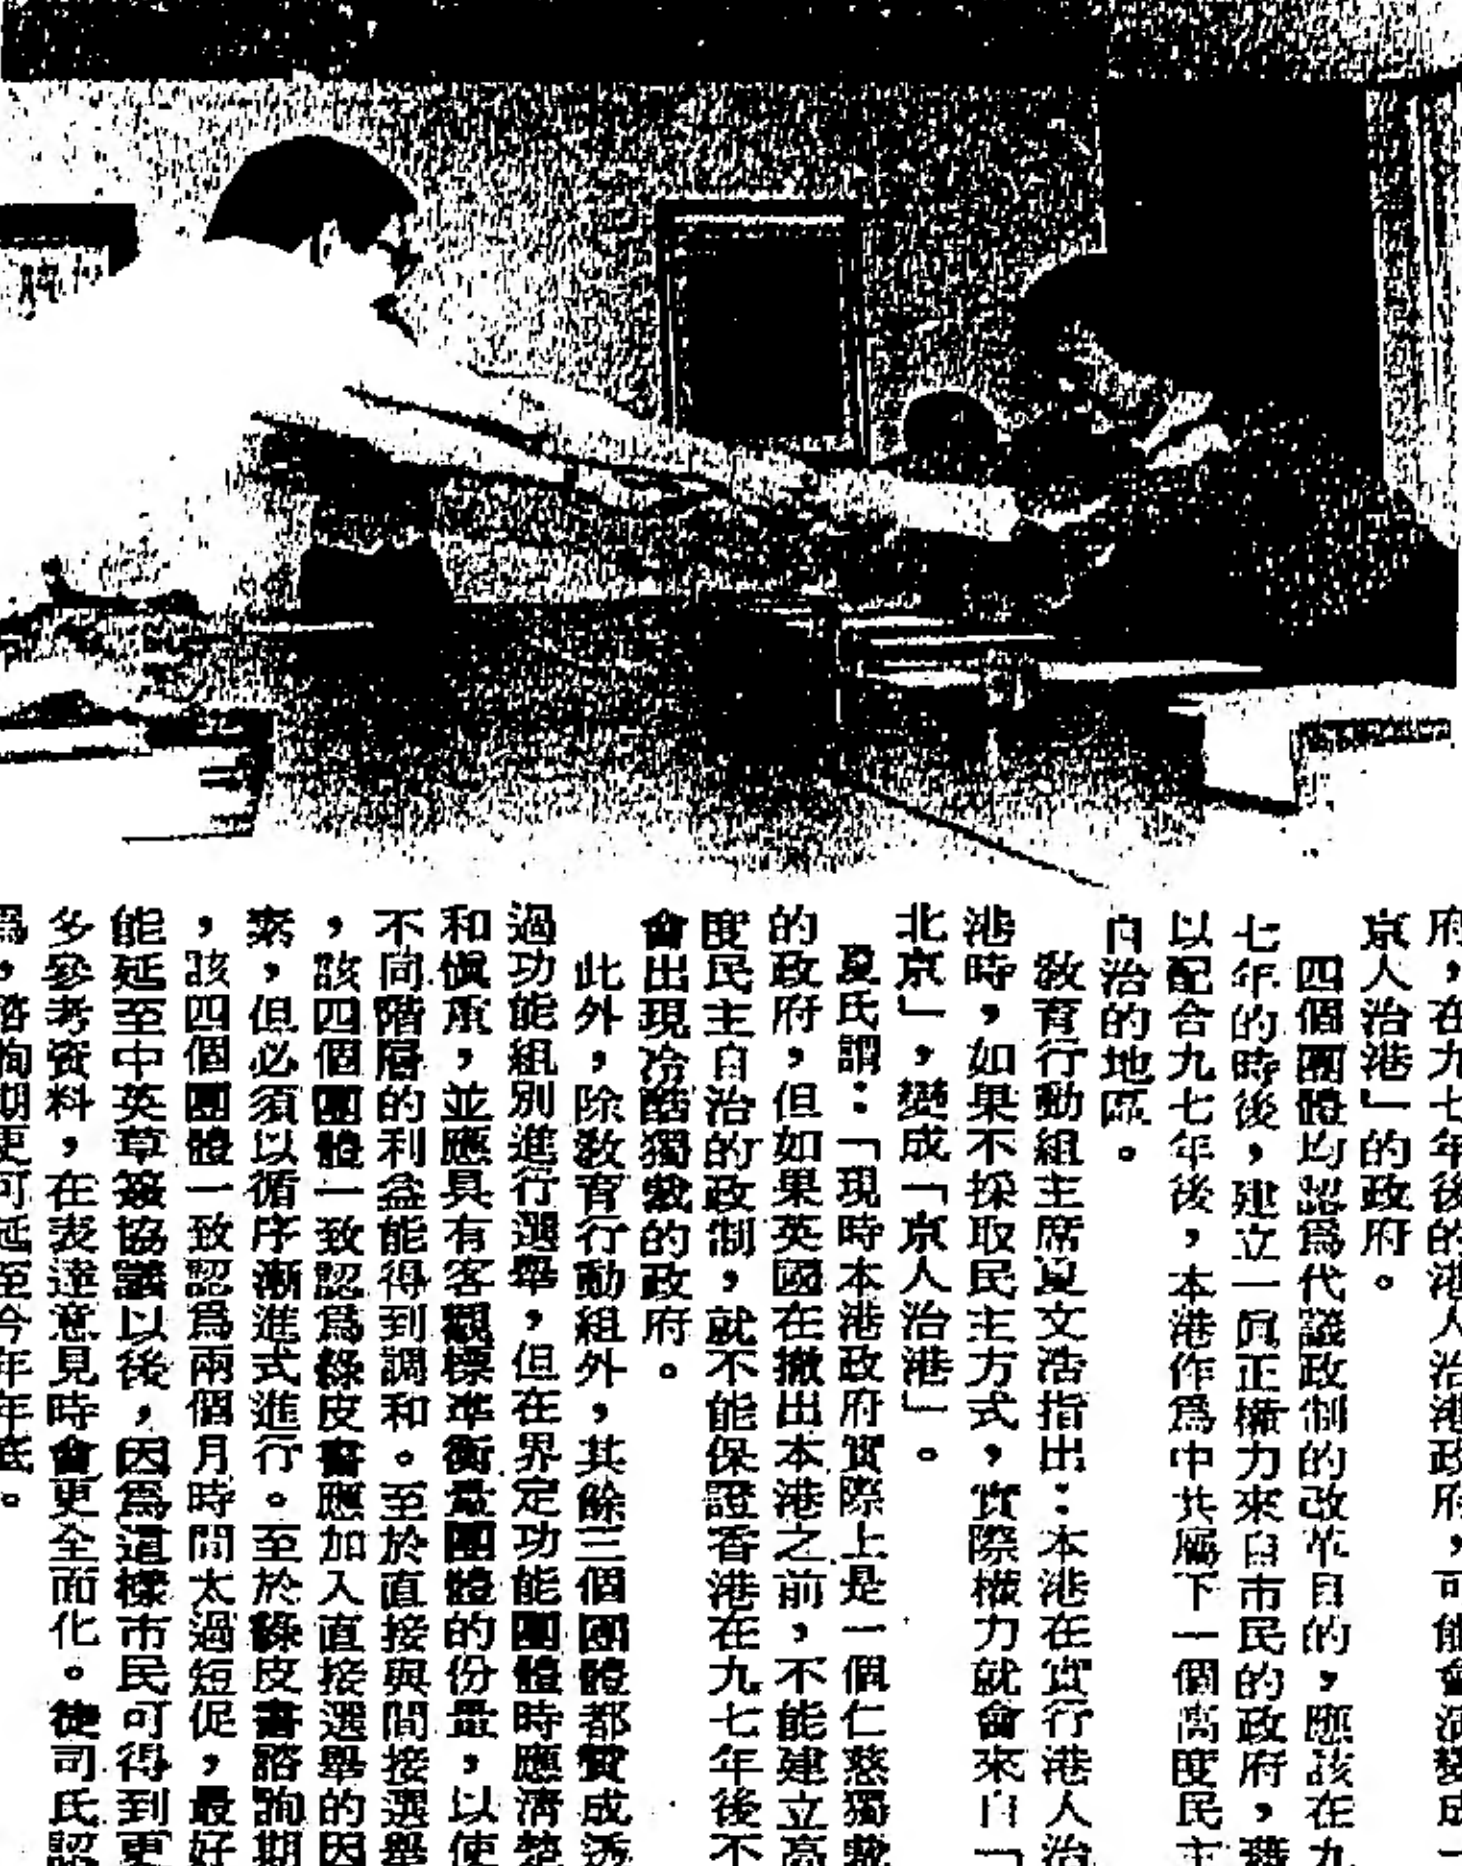 府，在九七年後的港人治港政府，可能會演變成「
京人治港」的政府。
四個團體均認爲代議政制的改革目的，應該在九
七年的時後，建立一眞正權力來自市民的政府，藉
以配合九七年後，本港作爲中共屬下一個高度民主
自治的地區。
教育行動組主席夏文浩指出：本港在實行港人治
港時，如果不採取民主方式，實際權力就會來自「
北京」，變成「京人治港」。
夏氏謂：「現時本港政府實際上是一個仁慈獨裁
的政府，但如果英國在撤出本港之前，不能建立高
度民主自治的政制，就不能保證香港在九七年後不
會出現冷酷獨裁的政府。
此外，除教育行動組外，其餘三個團體都贊成透
過功能組別進行選舉，但在界定功能團體時應清楚
和愼重，並應具有客觀標準衡量團體的份量，以使
不同階層的利益能得到調和。至於直接與間接選舉
，該四個團體一致認爲綠皮書應加入直接選舉的因
素，但必須以循序漸進式進行。至於綠皮書諮詢期
，該四個團體一致認爲兩個月時間太過短促，最好
能延至中英草簽協議以後，因爲這樣市民可得到更
多參考資料，在表達意見時會更全面化。徒司氏認
爲，諮詢期更可延至今年年底。